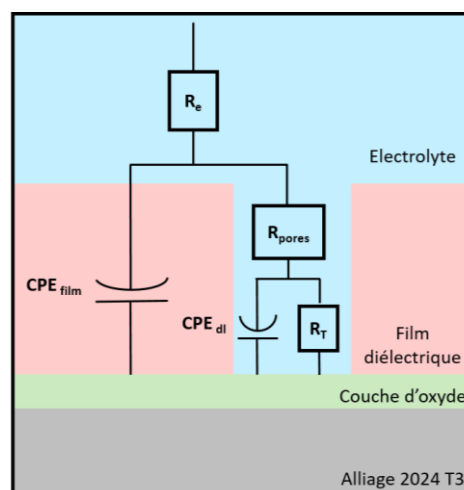 Re
Electrolyte
Rpores
CPE film
CPE dl
RT
Film
diélectrique
Couche d'oxyde
Alliage 2024 T3